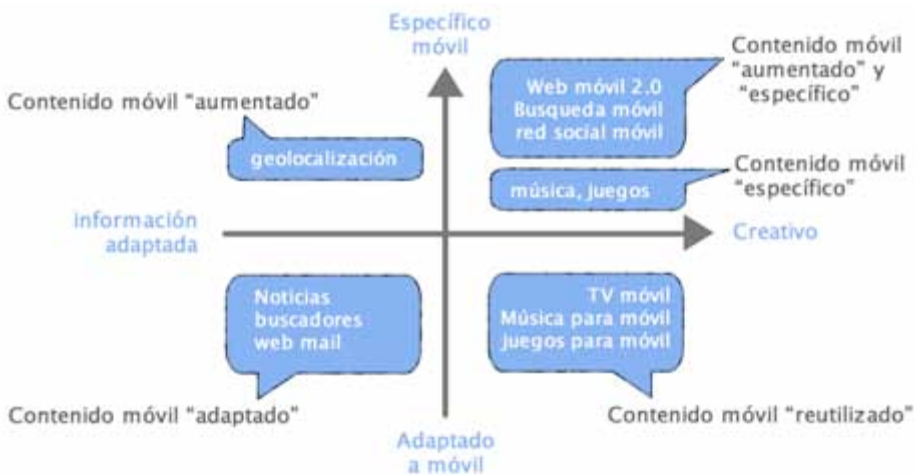 Específico
móvil
Contenido móvil
"aumentado" y
"específico"
Contenido móvil "aumentado"
Web móvil 2.0
Busqueda móvil
red social móvil
geolocalización
Contenido móvil
"específico"
música, juegos
Información
adaptada
Creativo
Noticias
buscadores
web mail
TV móvil
Música para móvil
juegos para móvil
Contenido móvil "adaptado"
Contenido móvil "reutilizado"
Adaptado
a móvil